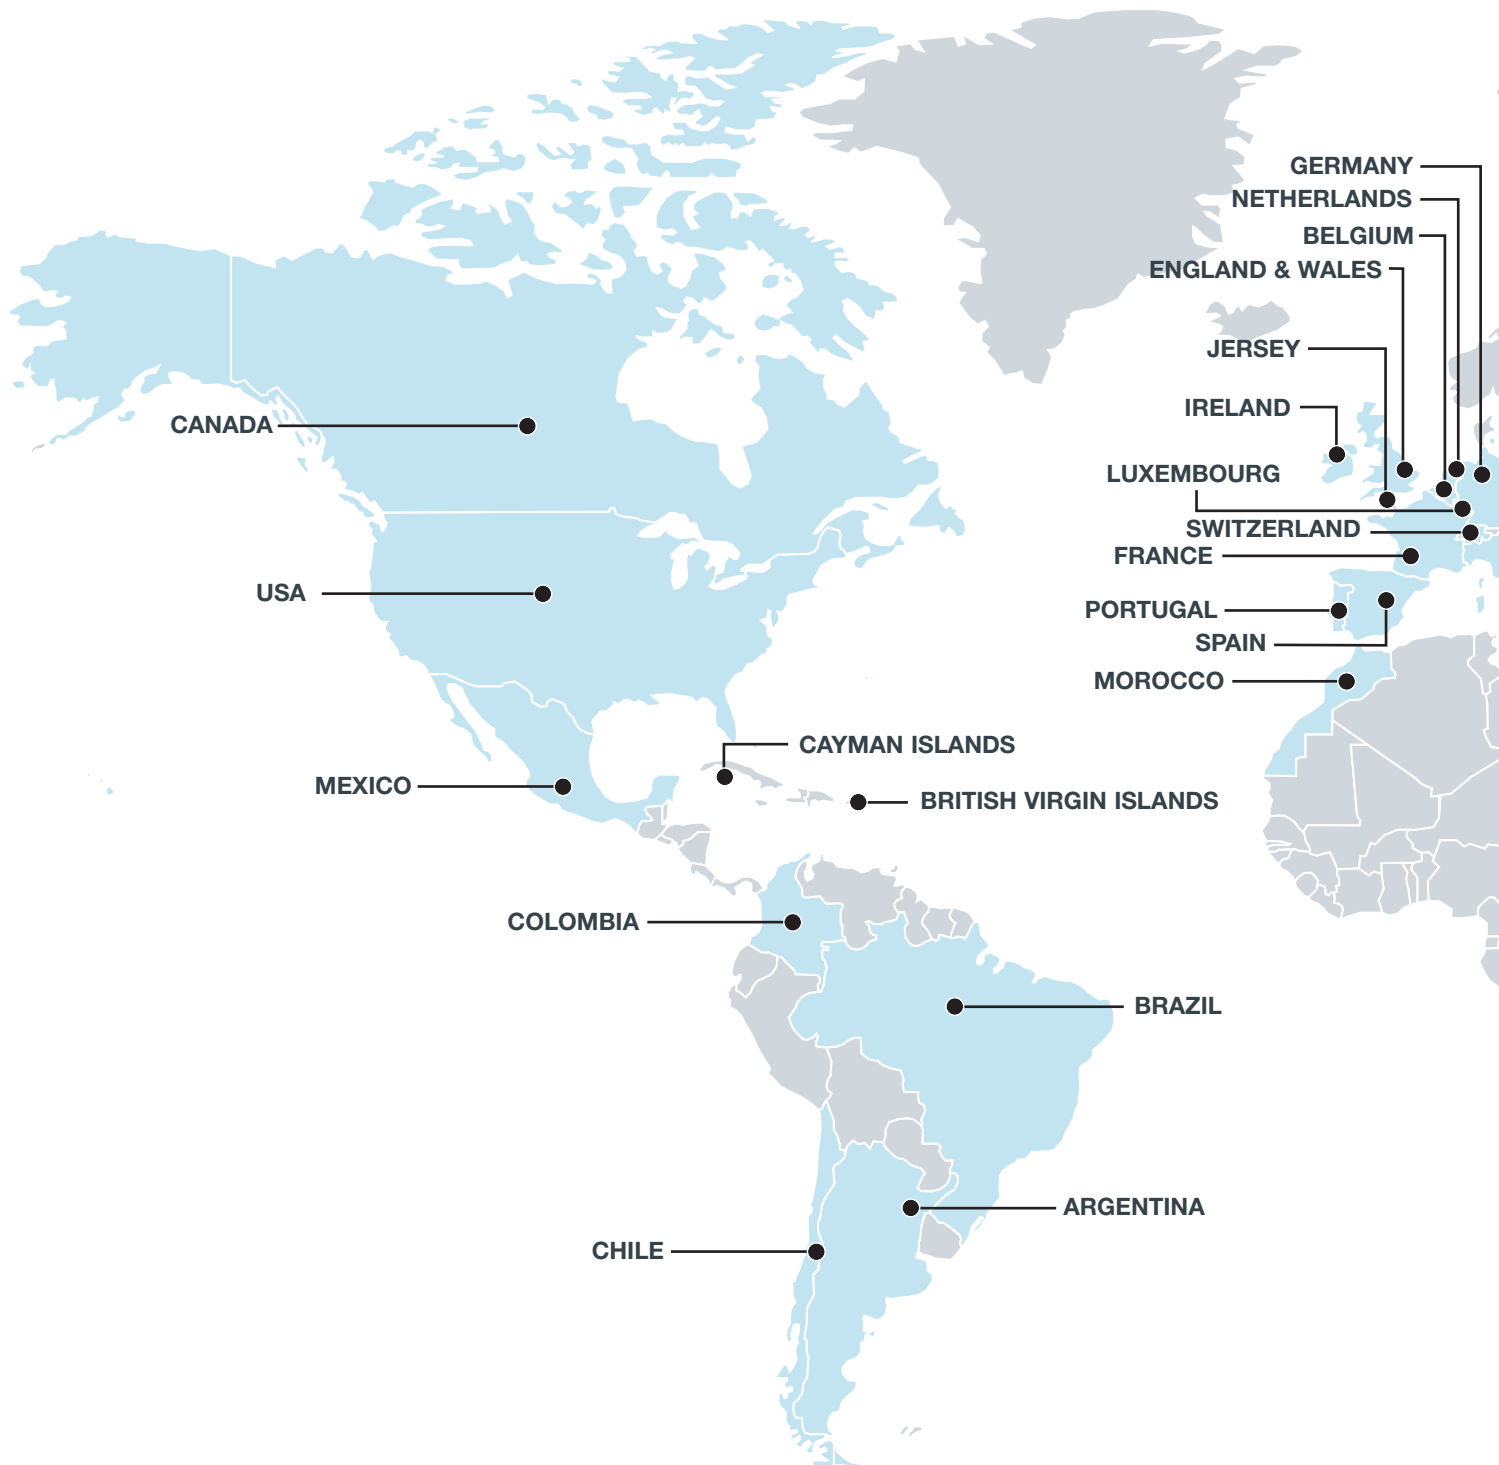 GERMANY
NETHERLANDS
BELGIUM
ENGLAND & WALES
JERSEY
IRELAND
CANADA
LUXEMBOURG
SWITZERLAND
FRANCE
USA
PORTUGAL
SPAIN
MOROCCO
CAYMAN ISLANDS
MEXICO
BRITISH VIRGIN ISLANDS
COLOMBIA
BRAZIL
ARGENTINA
CHILE